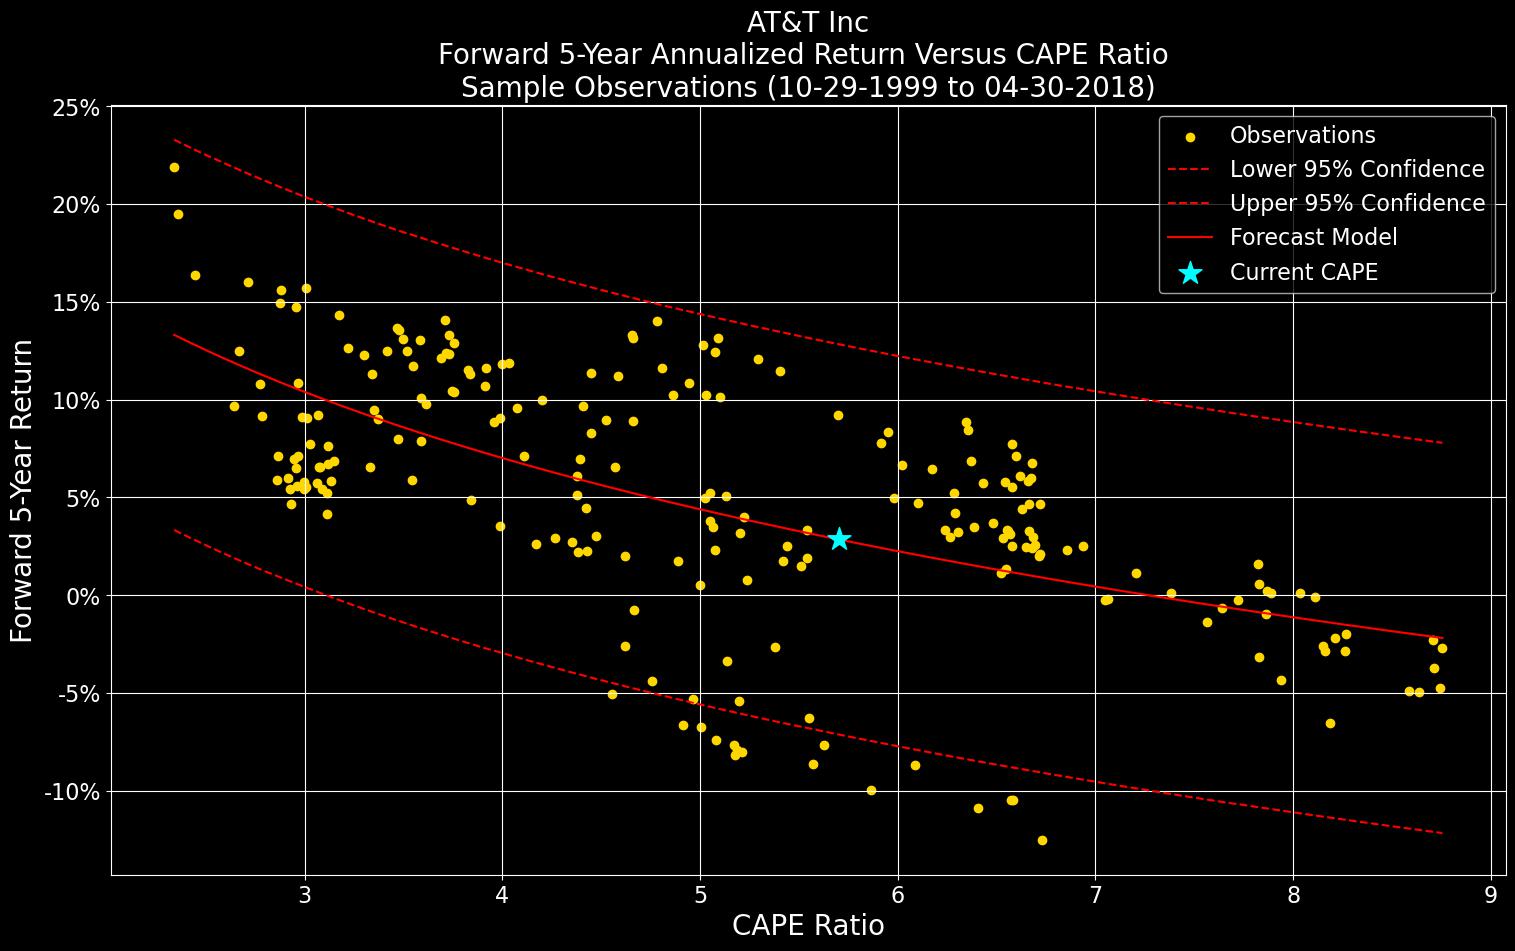 AT&T Inc
Forward 5-Year Annualized Return Versus CAPE Ratio
Sample Observations (10-29-1999 to 04-30-2018)
Observations
Lower 95% Confidence
Upper 95% Confidence
Forecast Model
Current CAPE
Forward 5-Year Return
25%
20%
15%
10%
5%
0%
-5%
-10%
3 4 5 6 7 8 9
CAPE Ratio